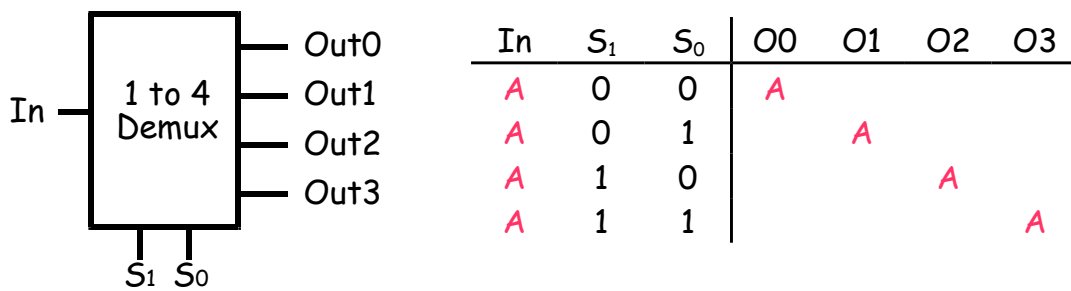 In
1 to 4
Demux
Out0
Out1
Out2
Out3
S₁ S₀
In S₁ S₀ O0 O1 O2 O3
A 0 0 A
A 0 1 A
A 1 0 A
A 1 1 A